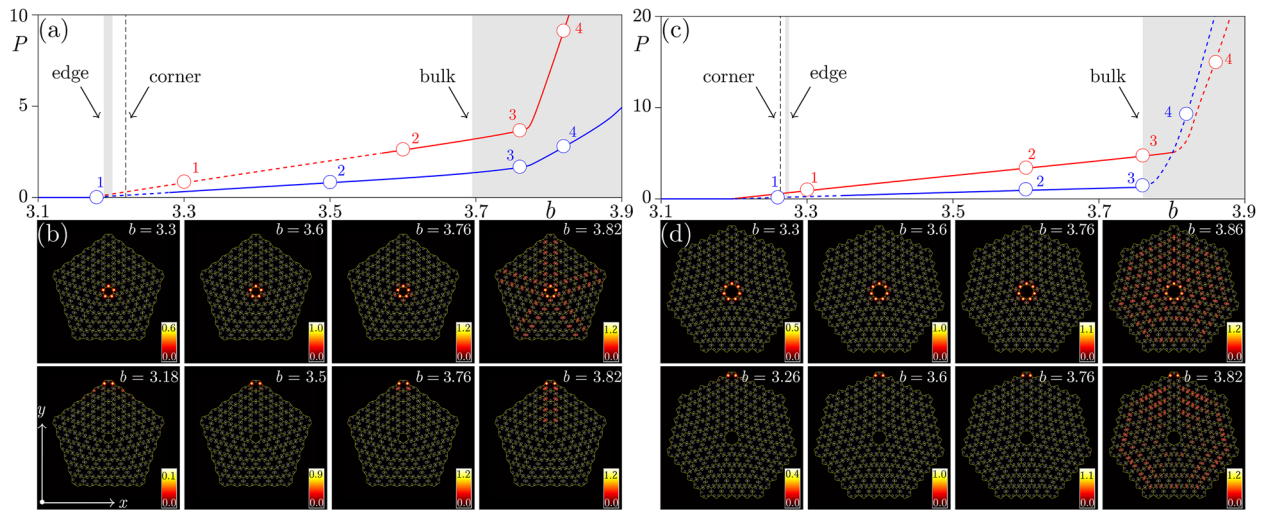 10
(a)
P
4
edge
corner
bulk
5
3
2
4
1
3
2
1
0
3.1
3.3
3.5
3.7
b
3.9
20
(c)
P
4
corner
edge
bulk
10
4
3
2
1
3
2
1
0
3.1
3.3
3.5
3.7
b
3.9
(b)
b = 3.3
0.6
0.0
b = 3.6
1.0
0.0
b = 3.76
1.2
0.0
b = 3.82
1.2
0.0
(d)
b = 3.3
0.5
0.0
b = 3.6
1.0
0.0
b = 3.76
1.1
0.0
b = 3.86
1.2
0.0
b = 3.18
y
x
0.1
0.0
b = 3.5
0.9
0.0
b = 3.76
1.2
0.0
b = 3.82
1.2
0.0
b = 3.26
0.4
0.0
b = 3.6
1.0
0.0
b = 3.76
1.1
0.0
b = 3.82
1.2
0.0